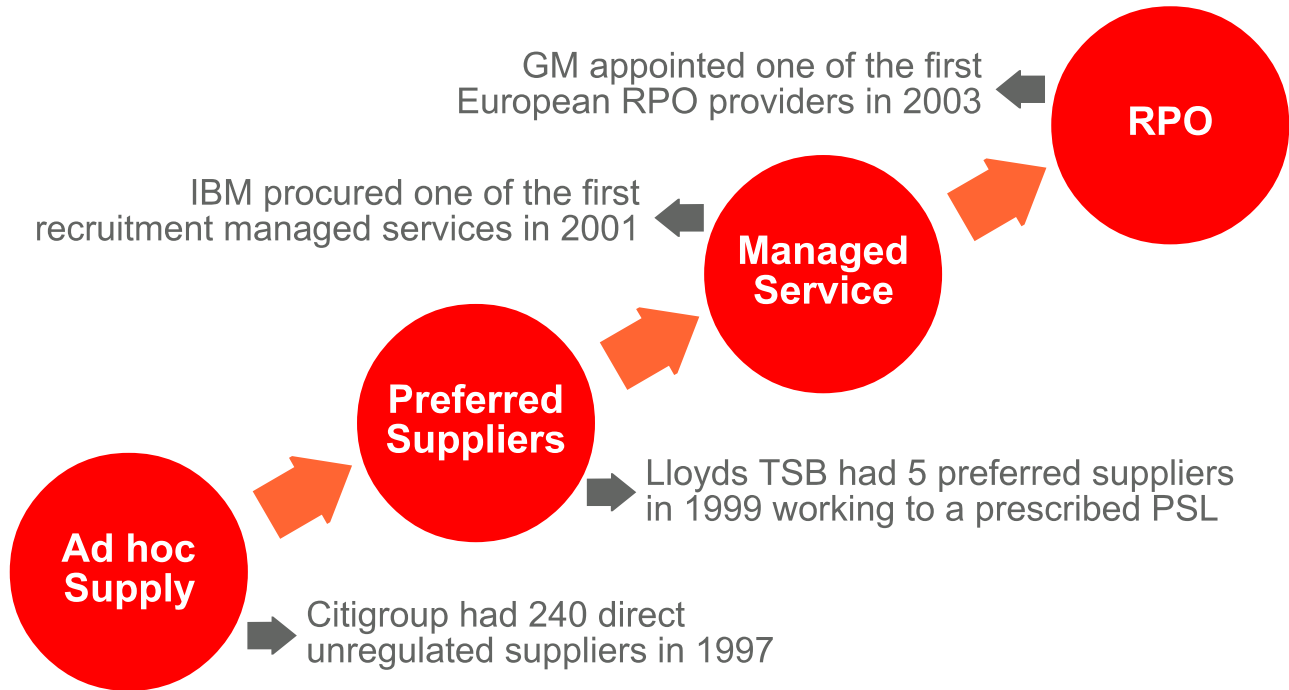 GM appointed one of the first
European RPO providers in 2003
RPO
IBM procured one of the first
recruitment managed services in 2001
Managed
Service
Preferred
Suppliers
Lloyds TSB had 5 preferred suppliers
in 1999 working to a prescribed PSL
Ad hoc
Supply
Citigroup had 240 direct
unregulated suppliers in 1997